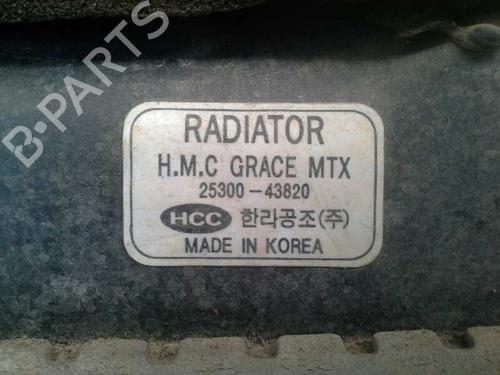 B-PARTS
RADIATOR
H.M.C GRACE MTX
25300-43820
HCC 한라공조(주)
MADE IN KOREA